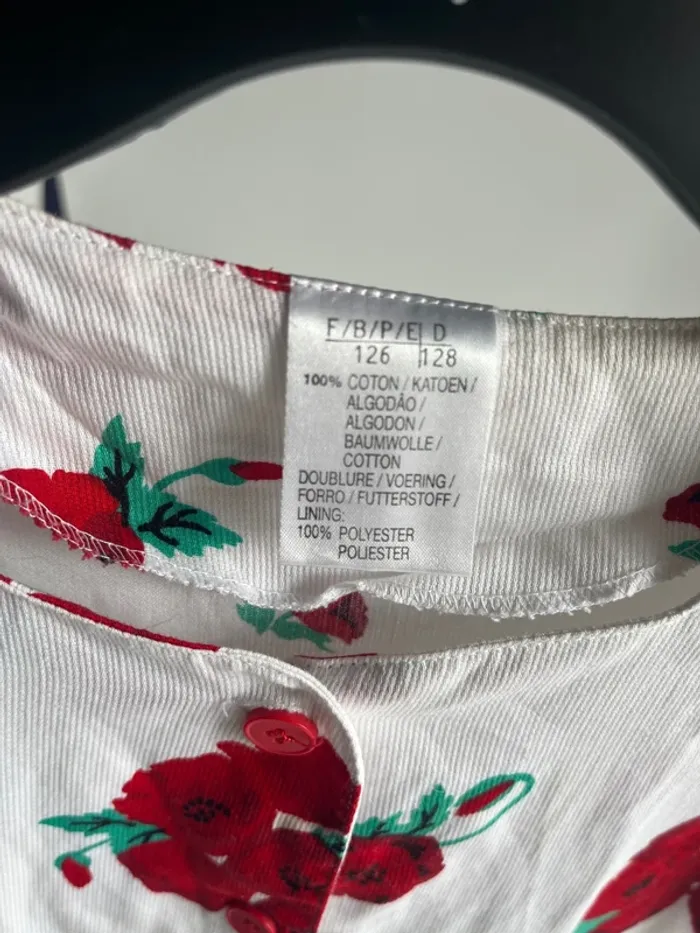 F/B/P/E D
126 128
100% COTON / KATOEN /
ALGODÃO /
ALGODON /
BAUMWOLLE /
COTTON
DOUBLURE / VOERING /
FORRO / FUTTERSTOFF /
LINING:
100% POLYESTER
POLIESTER